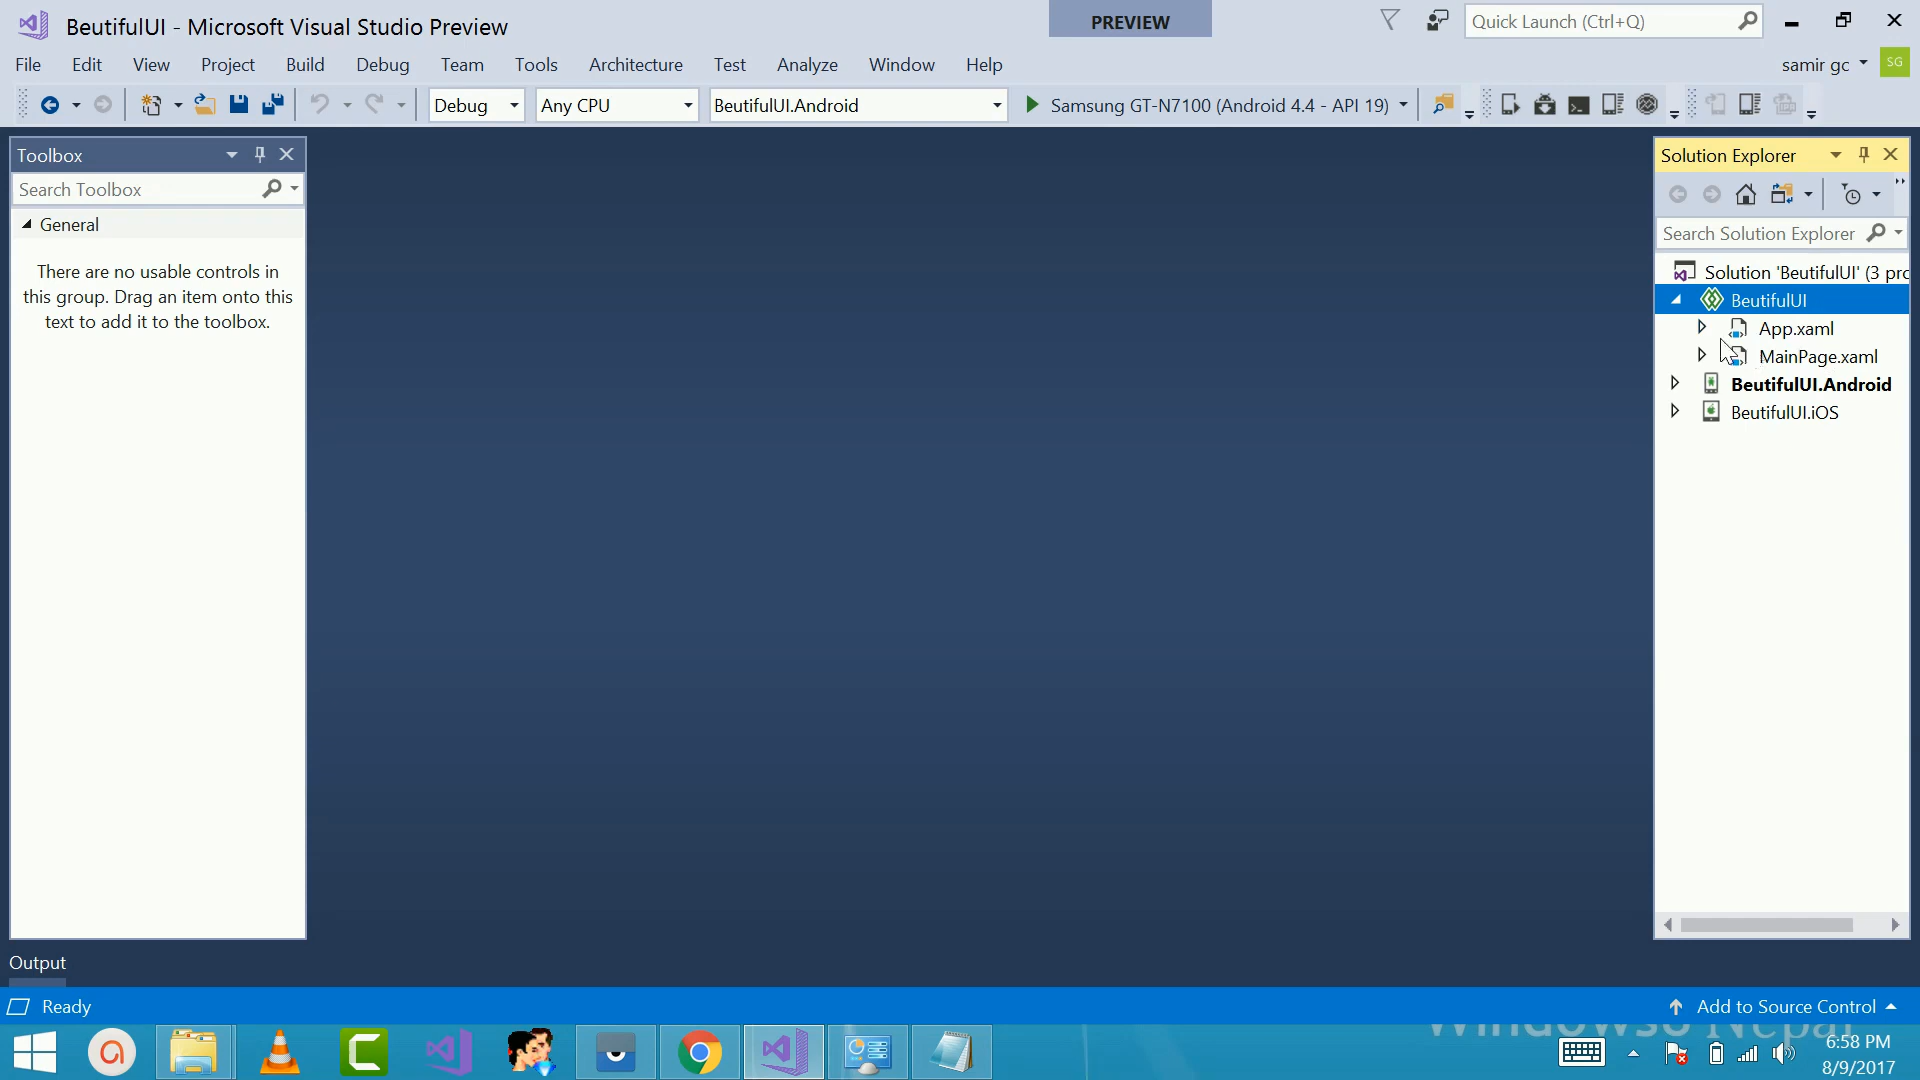 BeutifulUI - Microsoft Visual Studio Preview
PREVIEW
Quick Launch (Ctrl+Q)
File Edit View Project Build Debug Team Tools Architecture Test Analyze Window Help
samir gc
SG
Debug
Any CPU
BeutifulUI.Android
Samsung GT-N7100 (Android 4.4 - API 19)
Toolbox
Search Toolbox
General
There are no usable controls in
this group. Drag an item onto this
text to add it to the toolbox.
Solution Explorer
Search Solution Explorer
Solution 'BeutifulUI' (3 pro
BeutifulUI
App.xaml
MainPage.xaml
BeutifulUI.Android
BeutifulUI.iOS
Output
Ready
Add to Source Control
Windows8 Nepal
6:58 PM
8/9/2017